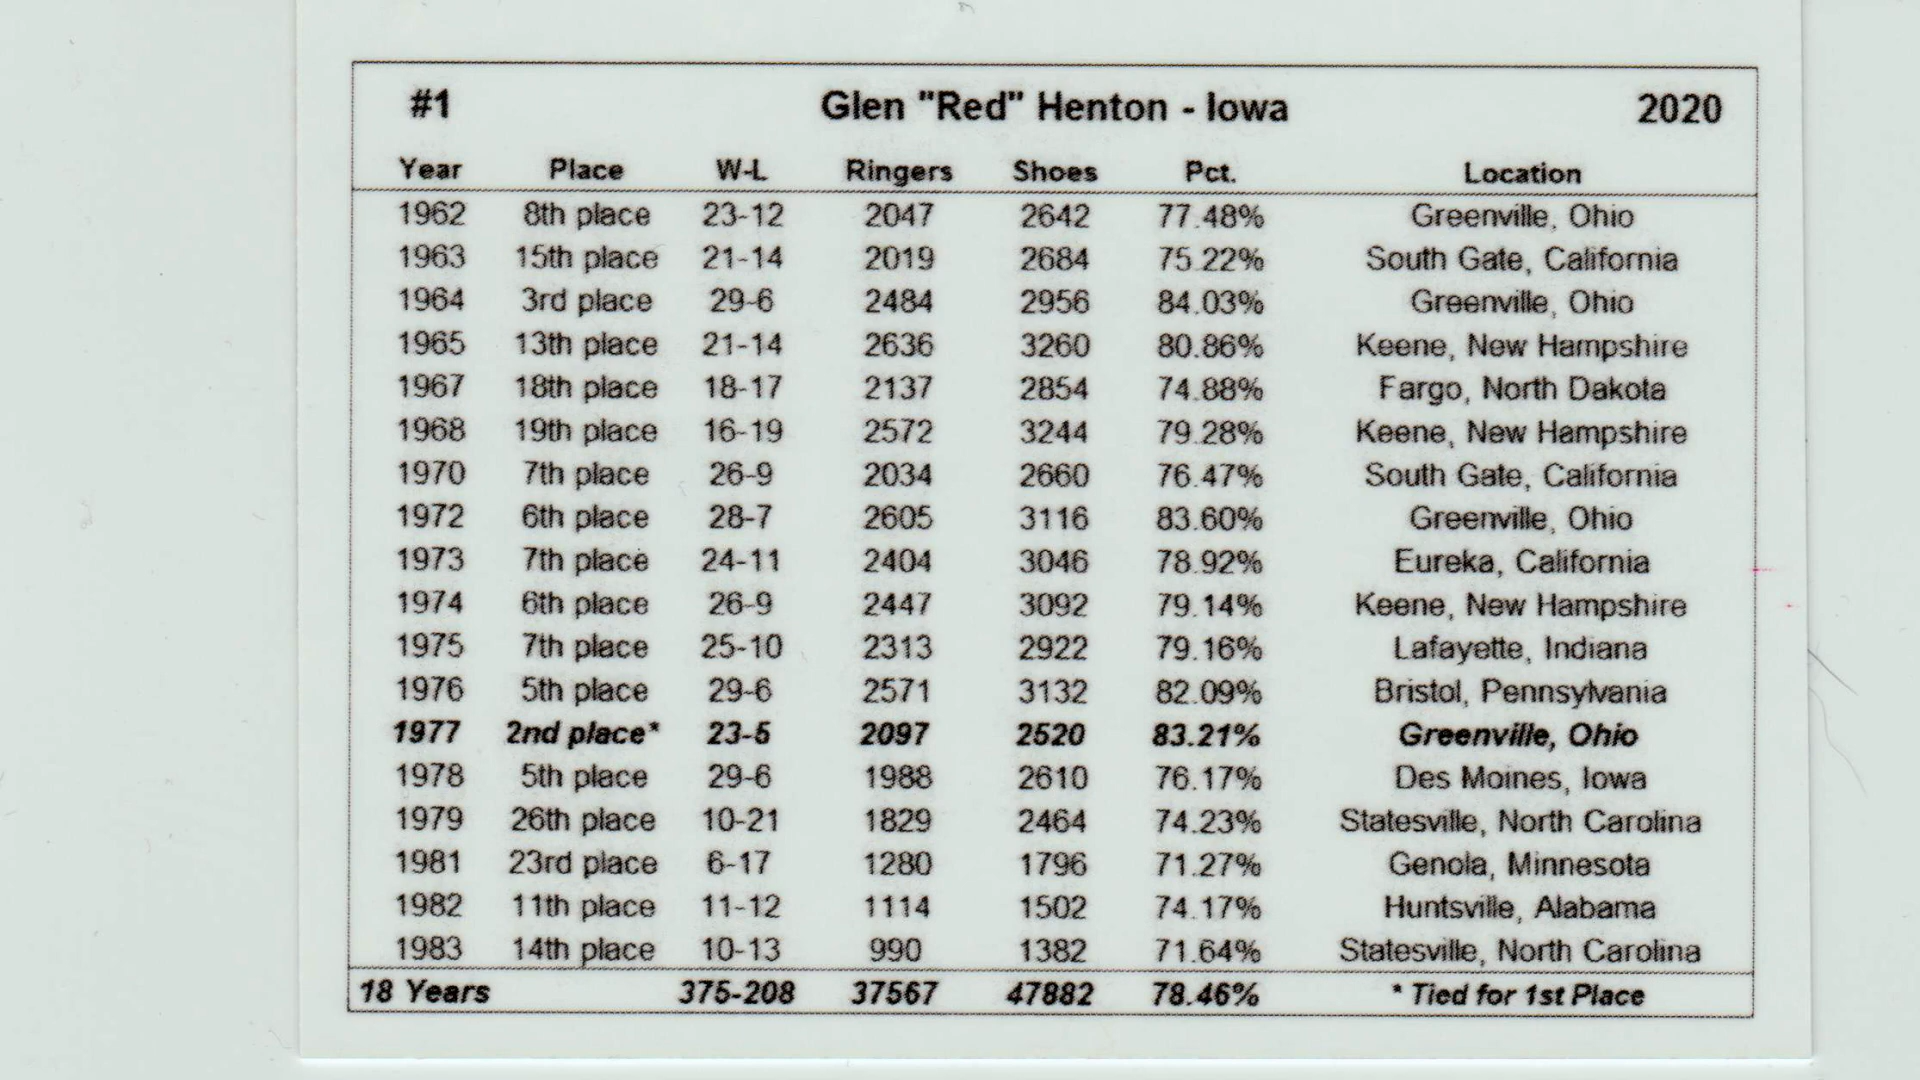 #1 Glen "Red" Henton - Iowa 2020
Year Place W-L Ringers Shoes Pct. Location
1962 8th place 23-12 2047 2642 77.48% Greenville, Ohio
1963 15th place 21-14 2019 2684 75.22% South Gate, California
1964 3rd place 29-6 2484 2956 84.03% Greenville, Ohio
1965 13th place 21-14 2636 3260 80.86% Keene, New Hampshire
1967 18th place 18-17 2137 2854 74.88% Fargo, North Dakota
1968 19th place 16-19 2572 3244 79.28% Keene, New Hampshire
1970 7th place 26-9 2034 2660 76.47% South Gate, California
1972 6th place 28-7 2605 3116 83.60% Greenville, Ohio
1973 7th place 24-11 2404 3046 78.92% Eureka, California
1974 6th place 26-9 2447 3092 79.14% Keene, New Hampshire
1975 7th place 25-10 2313 2922 79.16% Lafayette, Indiana
1976 5th place 29-6 2571 3132 82.09% Bristol, Pennsylvania
1977 2nd place* 23-5 2097 2520 83.21% Greenville, Ohio
1978 5th place 29-6 1988 2610 76.17% Des Moines, Iowa
1979 26th place 10-21 1829 2464 74.23% Statesville, North Carolina
1981 23rd place 6-17 1280 1796 71.27% Genola, Minnesota
1982 11th place 11-12 1114 1502 74.17% Huntsville, Alabama
1983 14th place 10-13 990 1382 71.64% Statesville, North Carolina
18 Years 375-208 37567 47882 78.46% * Tied for 1st Place